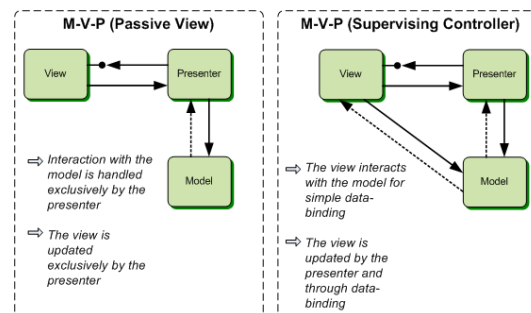 M-V-P (Passive View)
View
Presenter
Model
Interaction with the
model is handled
exclusively by the
presenter
The view is
updated
exclusively by the
presenter
M-V-P (Supervising Controller)
View
Presenter
Model
The view interacts
with the model for
simple data-
binding
The view is
updated by the
presenter and
through data-
binding